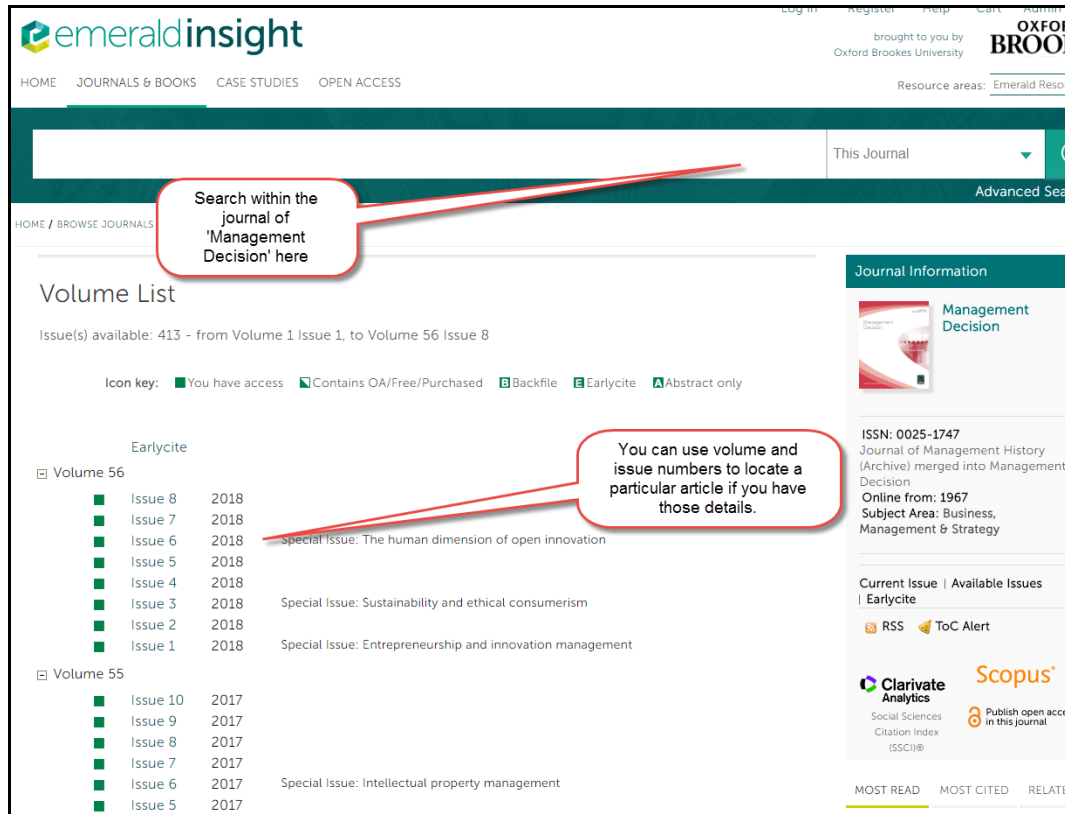 Log In Register Help Cart Admin
emeraldinsight
brought to you by
Oxford Brookes University
HOME JOURNALS & BOOKS CASE STUDIES OPEN ACCESS
Resource areas: Emerald
This Journal
Advanced
Search within the
journal of
'Management
Decision' here
HOME / BROWSE JOURNALS
Volume List
Issue(s) available: 413 - from Volume 1 Issue 1, to Volume 56 Issue 8
Icon key: You have access Contains OA/Free/Purchased B Backfile E Earlycite A Abstract only
Earlycite
You can use volume and
issue numbers to locate a
particular article if you have
those details.
Volume 56
Issue 8 2018
Issue 7 2018
Issue 6 2018 Special Issue: The human dimension of open innovation
Issue 5 2018
Issue 4 2018
Issue 3 2018 Special Issue: Sustainability and ethical consumerism
Issue 2 2018
Issue 1 2018 Special Issue: Entrepreneurship and innovation management
Volume 55
Issue 10 2017
Issue 9 2017
Issue 8 2017
Issue 7 2017
Issue 6 2017 Special Issue: Intellectual property management
Issue 5 2017
Journal Information
Management
Decision
ISSN: 0025-1747
Journal of Management History
(Archive) merged into Management
Decision
Online from: 1967
Subject Area: Business,
Management & Strategy
Current Issue | Available Issues
| Earlycite
RSS ToC Alert
Clarivate
Analytics
Social Sciences
Citation Index
(SSCI)®
Scopus®
Publish open
in this journal
MOST READ MOST CITED